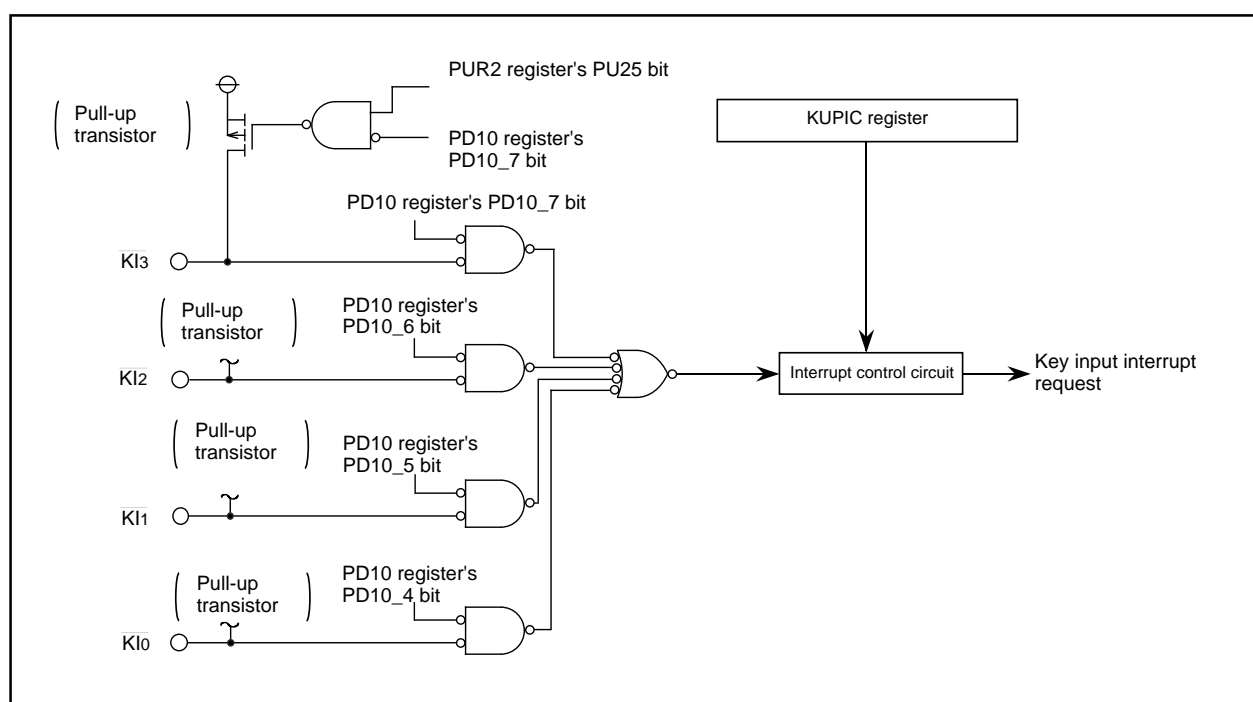 PUR2 register's PU25 bit
Pull-up
transistor
PD10 register's
PD10_7 bit
KUPIC register
PD10 register's PD10_7 bit
KI3
Pull-up
transistor
PD10 register's
PD10_6 bit
KI2
Interrupt control circuit
Key input interrupt
request
Pull-up
transistor
PD10 register's
PD10_5 bit
KI1
Pull-up
transistor
PD10 register's
PD10_4 bit
KI0